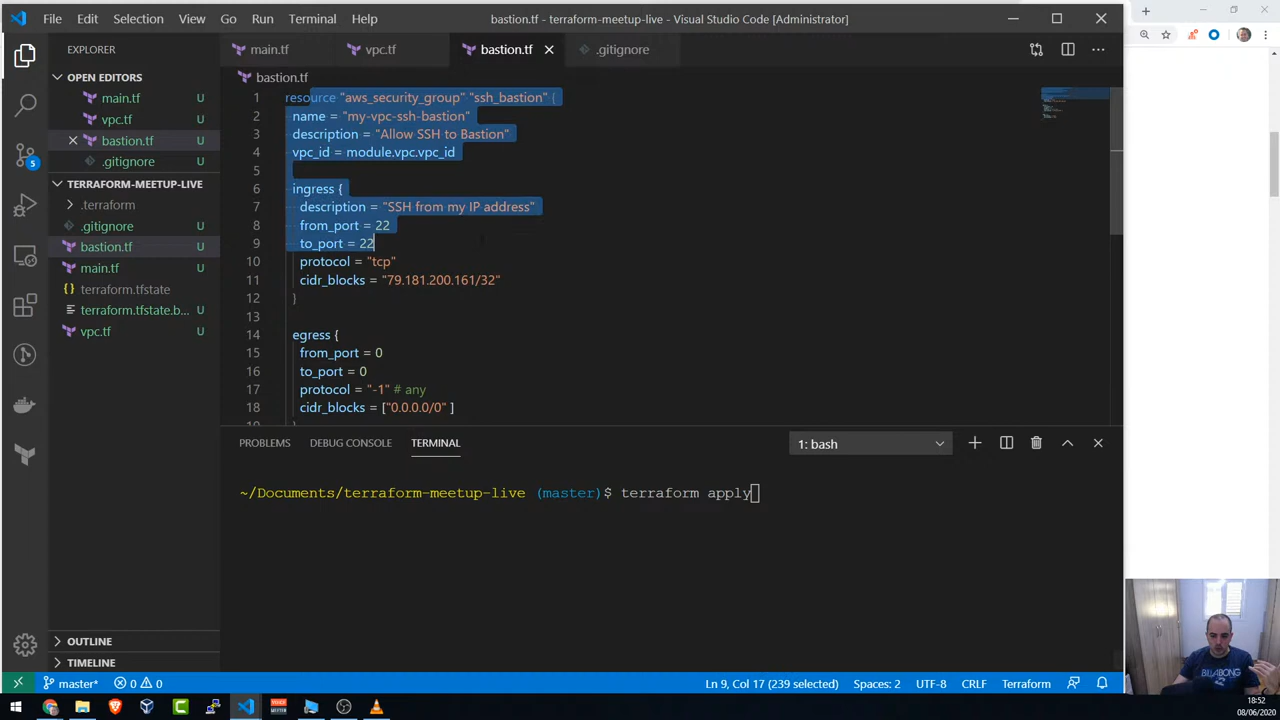 File Edit Selection View Go Run Terminal Help
bastion.tf - terraform-meetup-live - Visual Studio Code [Administrator]
EXPLORER
OPEN EDITORS
main.tf U
vpc.tf U
bastion.tf U
.gitignore U
TERRAFORM-MEETUP-LIVE
.terraform
.gitignore U
bastion.tf U
main.tf U
terraform.tfstate
terraform.tfstate.b... U
vpc.tf U
OUTLINE
TIMELINE
5
main.tf
vpc.tf
bastion.tf
.gitignore
bastion.tf
1 resource "aws_security_group" "ssh_bastion" {
2 name = "my-vpc-ssh-bastion"
3 description = "Allow SSH to Bastion"
4 vpc_id = module.vpc.vpc_id
5
6 ingress {
7 description = "SSH from my IP address"
8 from_port = 22
9 to_port = 22
10 protocol = "tcp"
11 cidr_blocks = "79.181.200.161/32"
12 }
13
14 egress {
15 from_port = 0
16 to_port = 0
17 protocol = "-1" # any
18 cidr_blocks = ["0.0.0.0/0" ]
19 }
PROBLEMS DEBUG CONSOLE TERMINAL
1: bash
~/Documents/terraform-meetup-live (master)$ terraform apply
master* 0 0
Ln 9, Col 17 (239 selected) Spaces: 2 UTF-8 CRLF Terraform
BILLABONG
18:52
08/06/2020